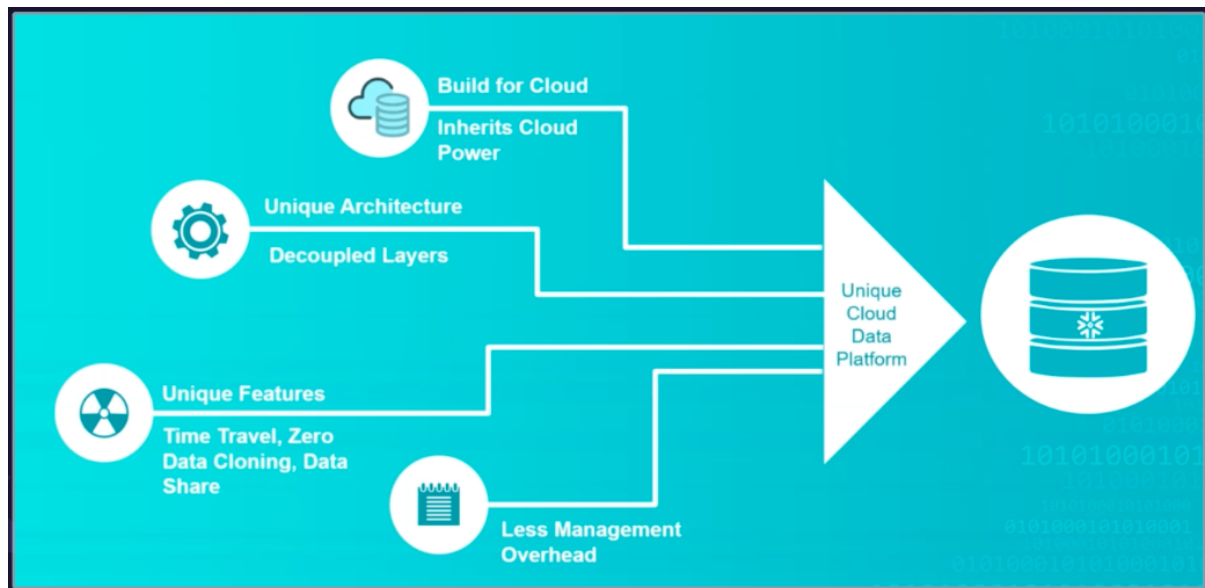 Build for Cloud
Inherits Cloud
Power
Unique Architecture
Decoupled Layers
Unique Features
Time Travel, Zero
Data Cloning, Data
Share
Less Management
Overhead
Unique
Cloud
Data
Platform